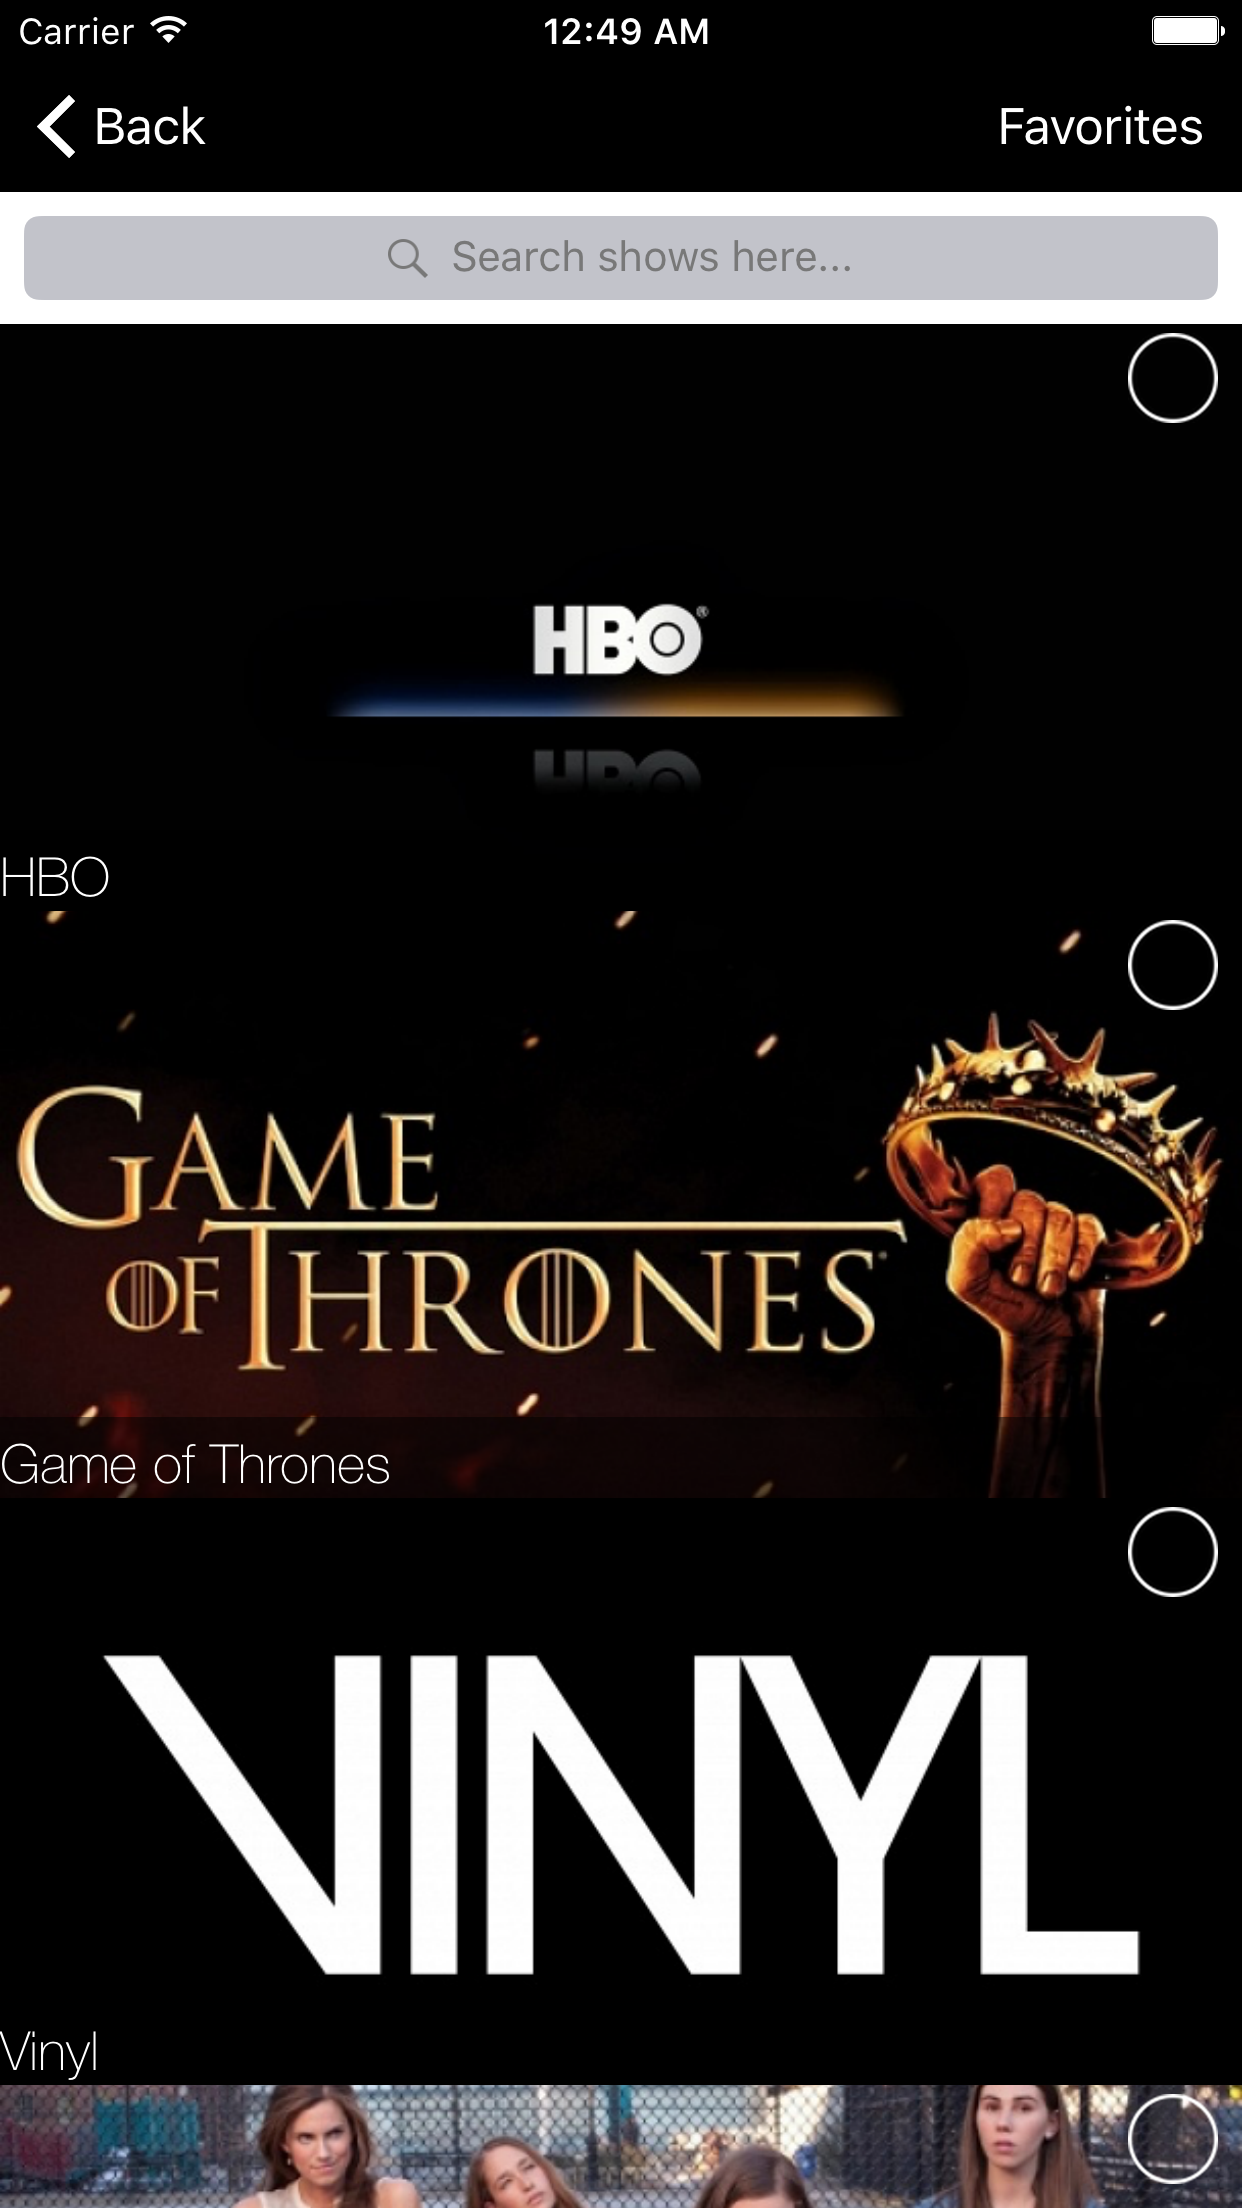 Carrier 12:49 AM
Back Favorites
Search shows here...
HBO®
HBO
HBO
GAME
OF THRONES
Game of Thrones
VINYL
Vinyl